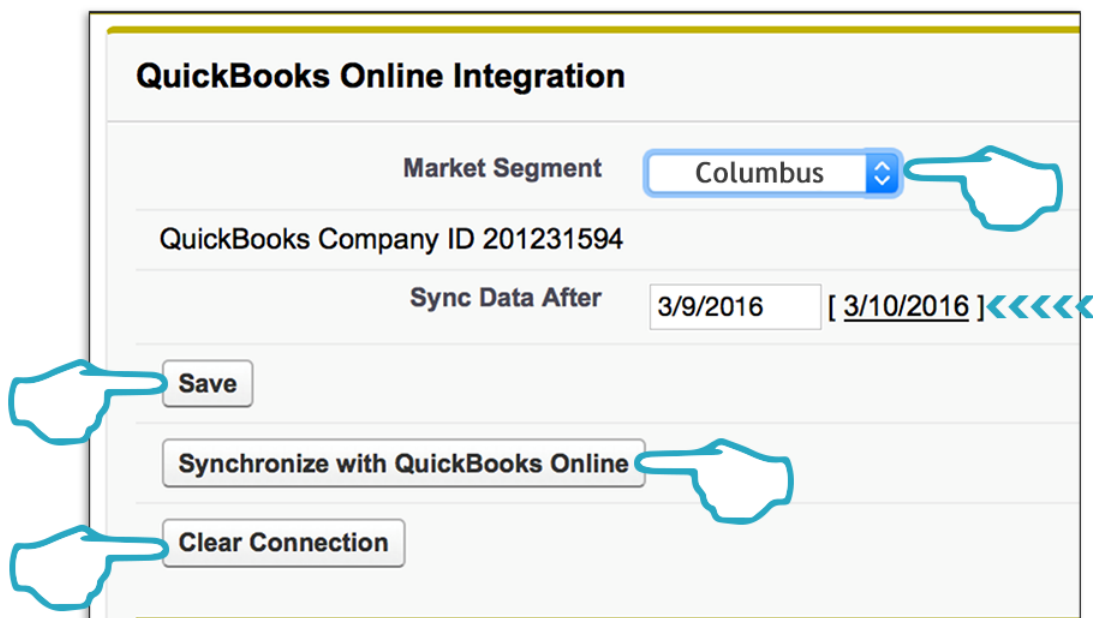 QuickBooks Online Integration
Market Segment Columbus
QuickBooks Company ID 201231594
Sync Data After 3/9/2016 [ 3/10/2016 ]
Save
Synchronize with QuickBooks Online
Clear Connection